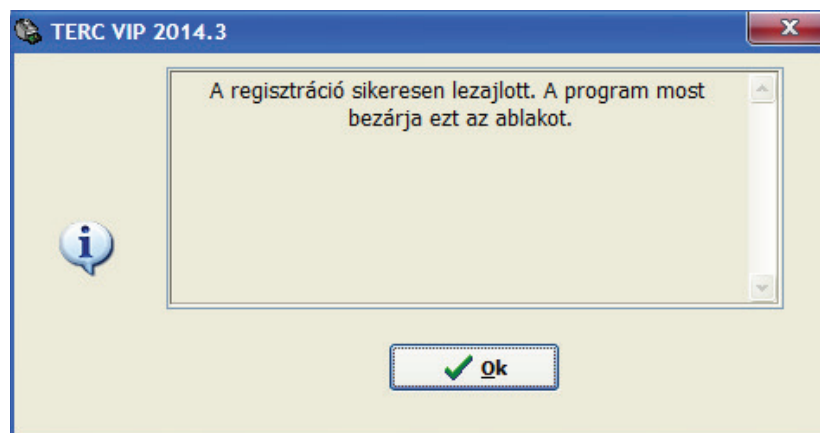 TERC VIP 2014.3
A regisztráció sikeresen lezajlott. A program most
bezárja ezt az ablakot.
Ok